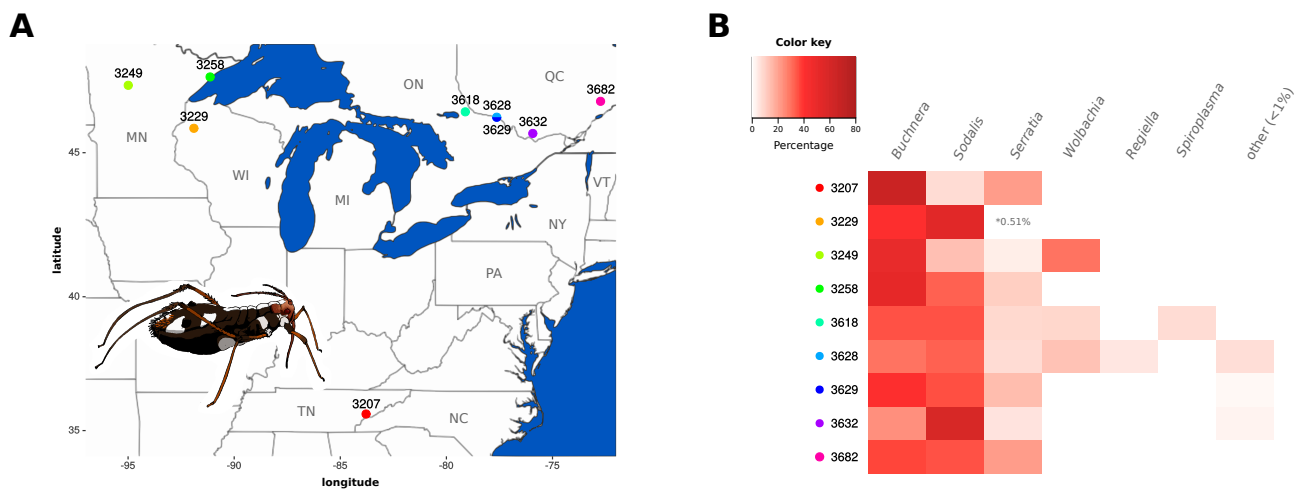 A
3249
3258
3229
MN
WI
MI
ON
QC
3618
3628
3629
3632
3682
VT
NY
PA
TN
3207
NC
45
40
35
latitude
-95
-90
-85
-80
-75
longitude
B
Color key
0
20
40
60
80
Percentage
Buchnera
Sodalis
Serratia
Wolbachia
Regiella
Spiroplasma
other (<1%)
3207
3229
*0.51%
3249
3258
3618
3628
3629
3632
3682